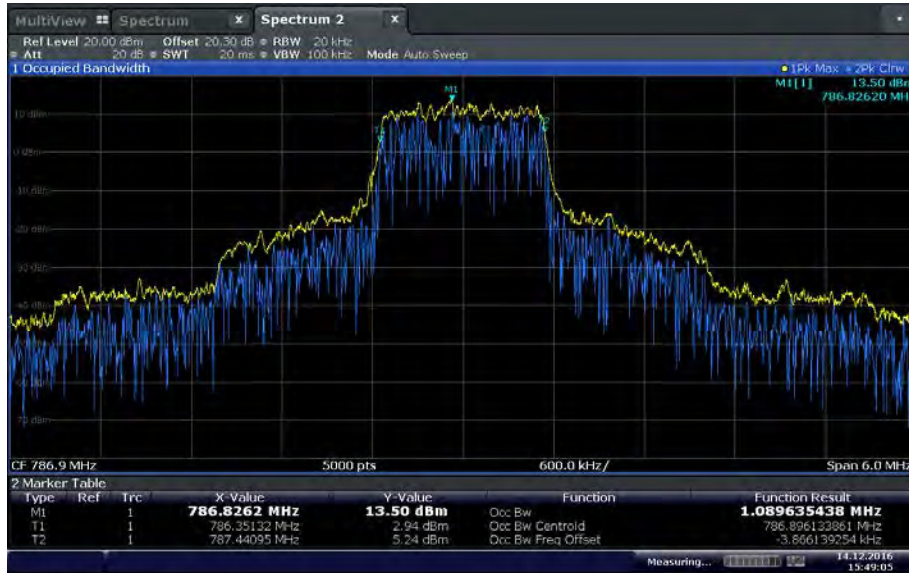 MultiView Spectrum X Spectrum 2 X
Ref Level 20.00 dBm Offset 20.30 dB RBW 20 kHz
Att 20 dB SWT 20 ms VBW 100 kHz Mode Auto Sweep
1 Occupied Bandwidth 1Pk Max 2Pk Clrw
M1[1] 13.50 dBm
786.82620 MHz
M1
T1
10 dBm
0 dBm
-10 dBm
-20 dBm
-30 dBm
-40 dBm
-60 dBm
-70 dBm
CF 786.9 MHz 5000 pts 600.0 kHz/ Span 6.0 MHz
2 Marker Table
Type Ref Trc X-Value Y-Value Function Function Result
M1 1 786.8262 MHz 13.50 dBm Occ Bw 1.089635438 MHz
T1 1 786.35132 MHz 2.94 dBm Occ Bw Centroid 786.896133861 MHz
T2 1 787.44095 MHz 5.24 dBm Occ Bw Freq Offset -3.866139254 kHz
Measuring... 14.12.2016
15:49:05